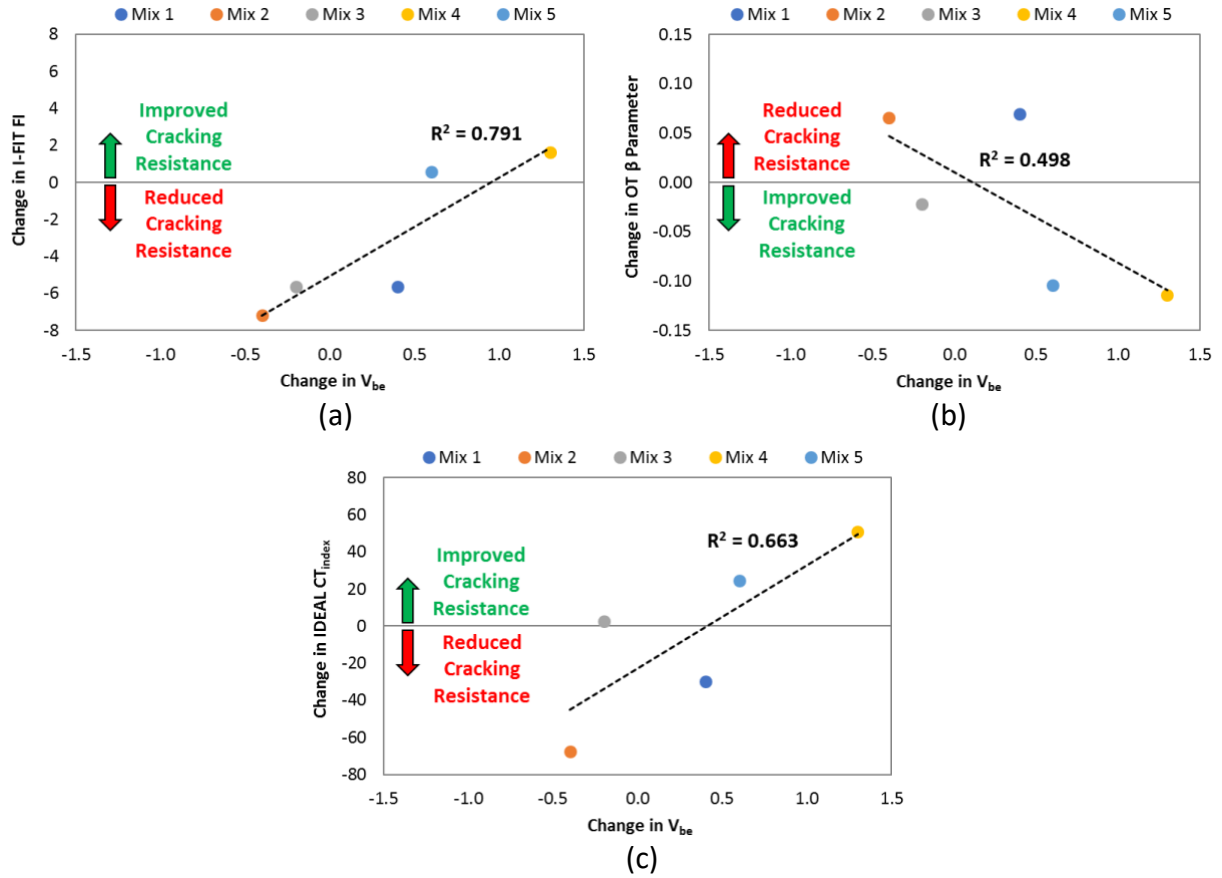 Mix 1 Mix 2 Mix 3 Mix 4 Mix 5
8
6
4
2
0
-2
-4
-6
-8
Change in I-FIT FI
Improved
Cracking
Resistance
Reduced
Cracking
Resistance
R² = 0.791
-1.5 -1.0 -0.5 0.0 0.5 1.0 1.5
Change in Vbe
(a)
Mix 1 Mix 2 Mix 3 Mix 4 Mix 5
0.15
0.10
0.05
0.00
-0.05
-0.10
-0.15
Change in OT β Parameter
Reduced
Cracking
Resistance
Improved
Cracking
Resistance
R² = 0.498
-1.5 -1.0 -0.5 0.0 0.5 1.0 1.5
Change in Vbe
(b)
Mix 1 Mix 2 Mix 3 Mix 4 Mix 5
80
60
40
20
0
-20
-40
-60
-80
Change in IDEAL CTindex
Improved
Cracking
Resistance
Reduced
Cracking
Resistance
R² = 0.663
-1.5 -1.0 -0.5 0.0 0.5 1.0 1.5
Change in Vbe
(c)